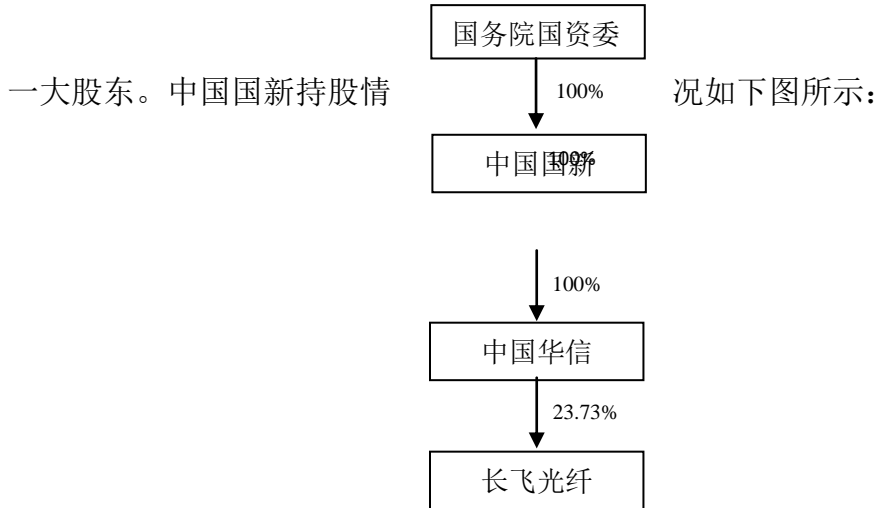 国务院国资委
一大股东。中国国新持股情
100%
况如下图所示：
中国国新
100%
100%
中国华信
23.73%
长飞光纤